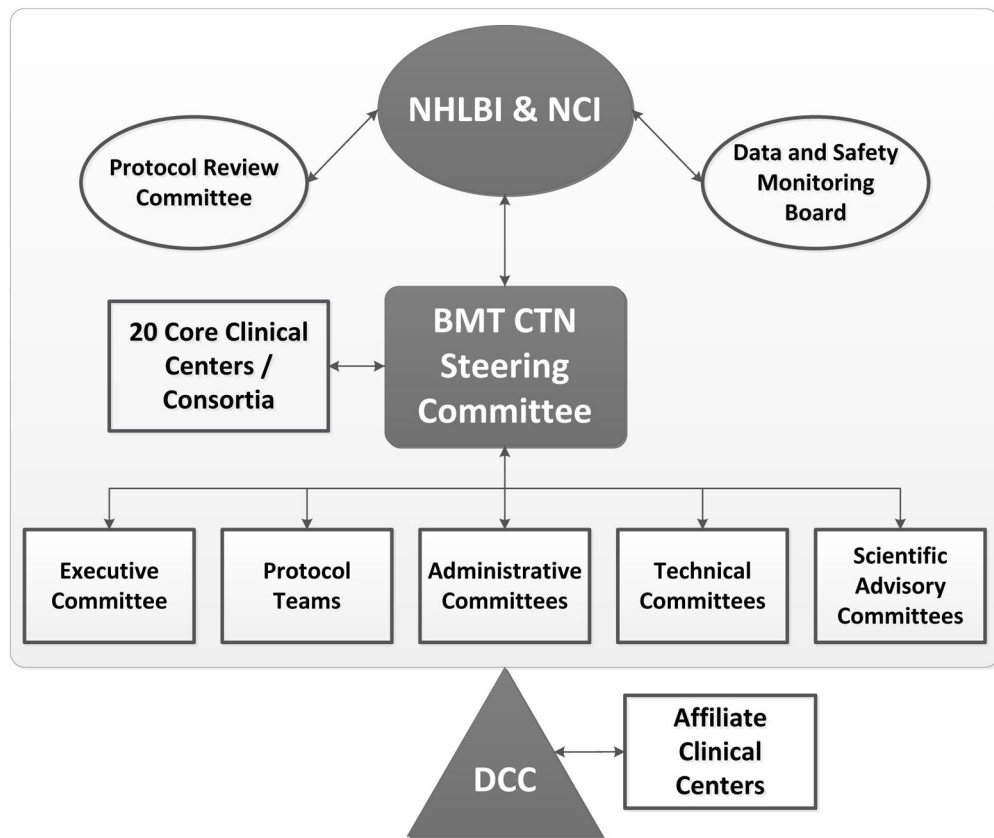 NHLBI & NCI
Protocol Review
Committee
Data and Safety
Monitoring
Board
20 Core Clinical
Centers /
Consortia
BMT CTN
Steering
Committee
Executive
Committee
Protocol
Teams
Administrative
Committees
Technical
Committees
Scientific
Advisory
Committees
DCC
Affiliate
Clinical
Centers